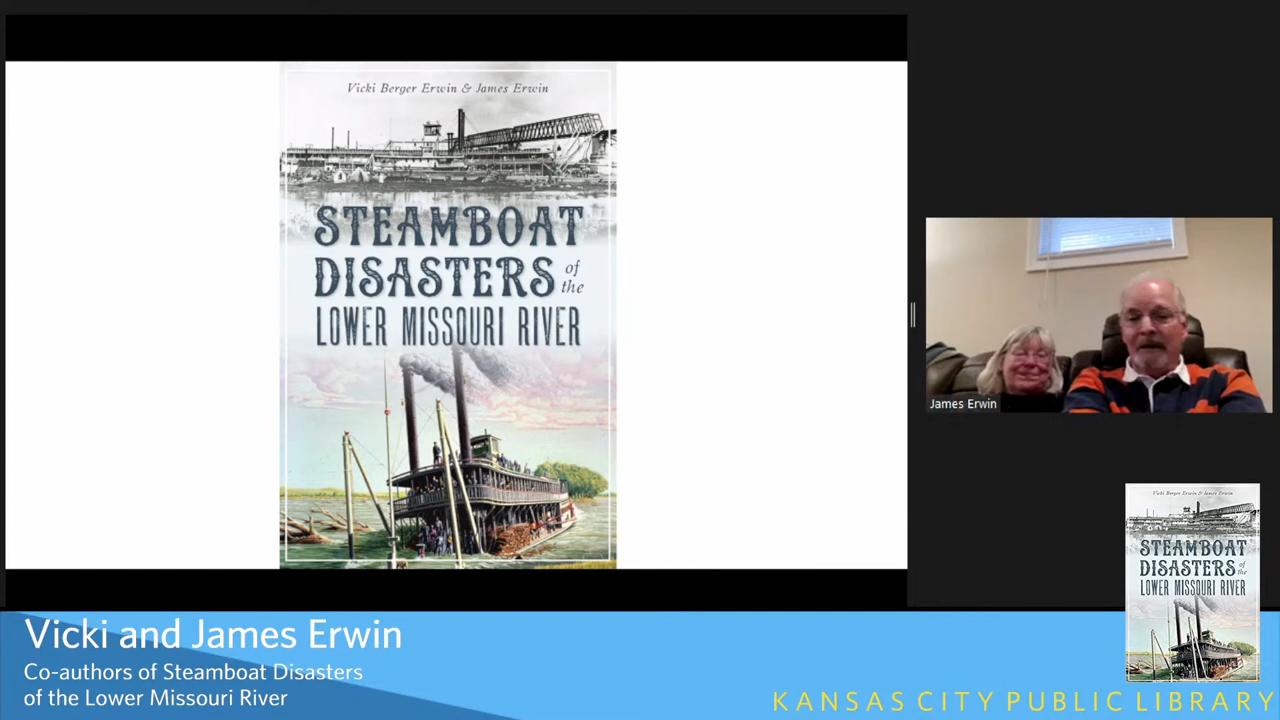 Vicki Berger Erwin & James Erwin
STEAMBOAT
DISASTERS of the
LOWER MISSOURI RIVER
James Erwin
Vicki Berger Erwin & James Erwin
STEAMBOAT
DISASTERS of the
LOWER MISSOURI RIVER
Vicki and James Erwin
Co-authors of Steamboat Disasters
of the Lower Missouri River
KANSAS CITY PUBLIC LIBRARY